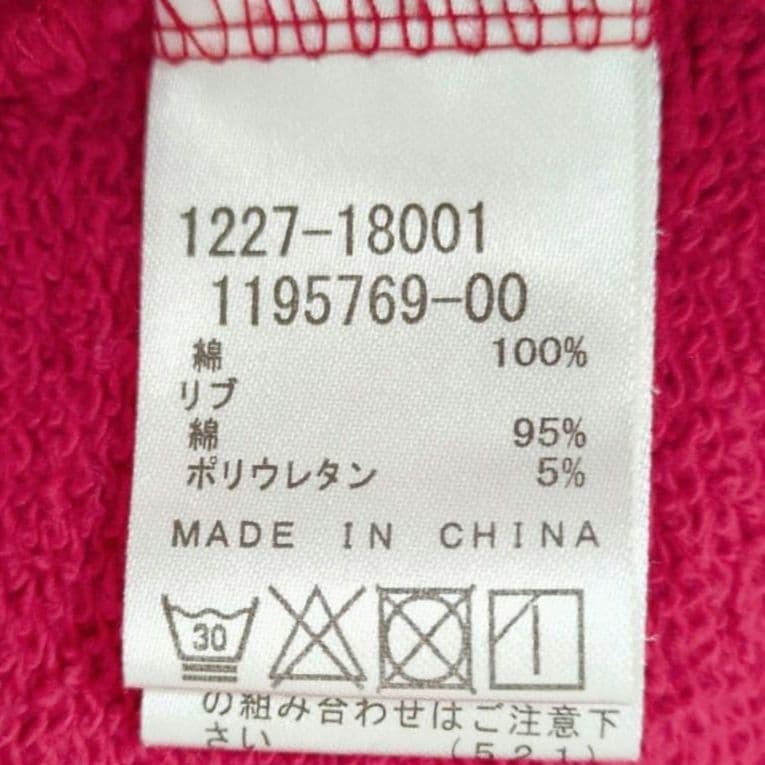 1227-18001
1195769-00
綿 100%
リブ
綿 95%
ポリウレタン 5%
MADE IN CHINA
30
の組み合わせはご注意下
さい (521)